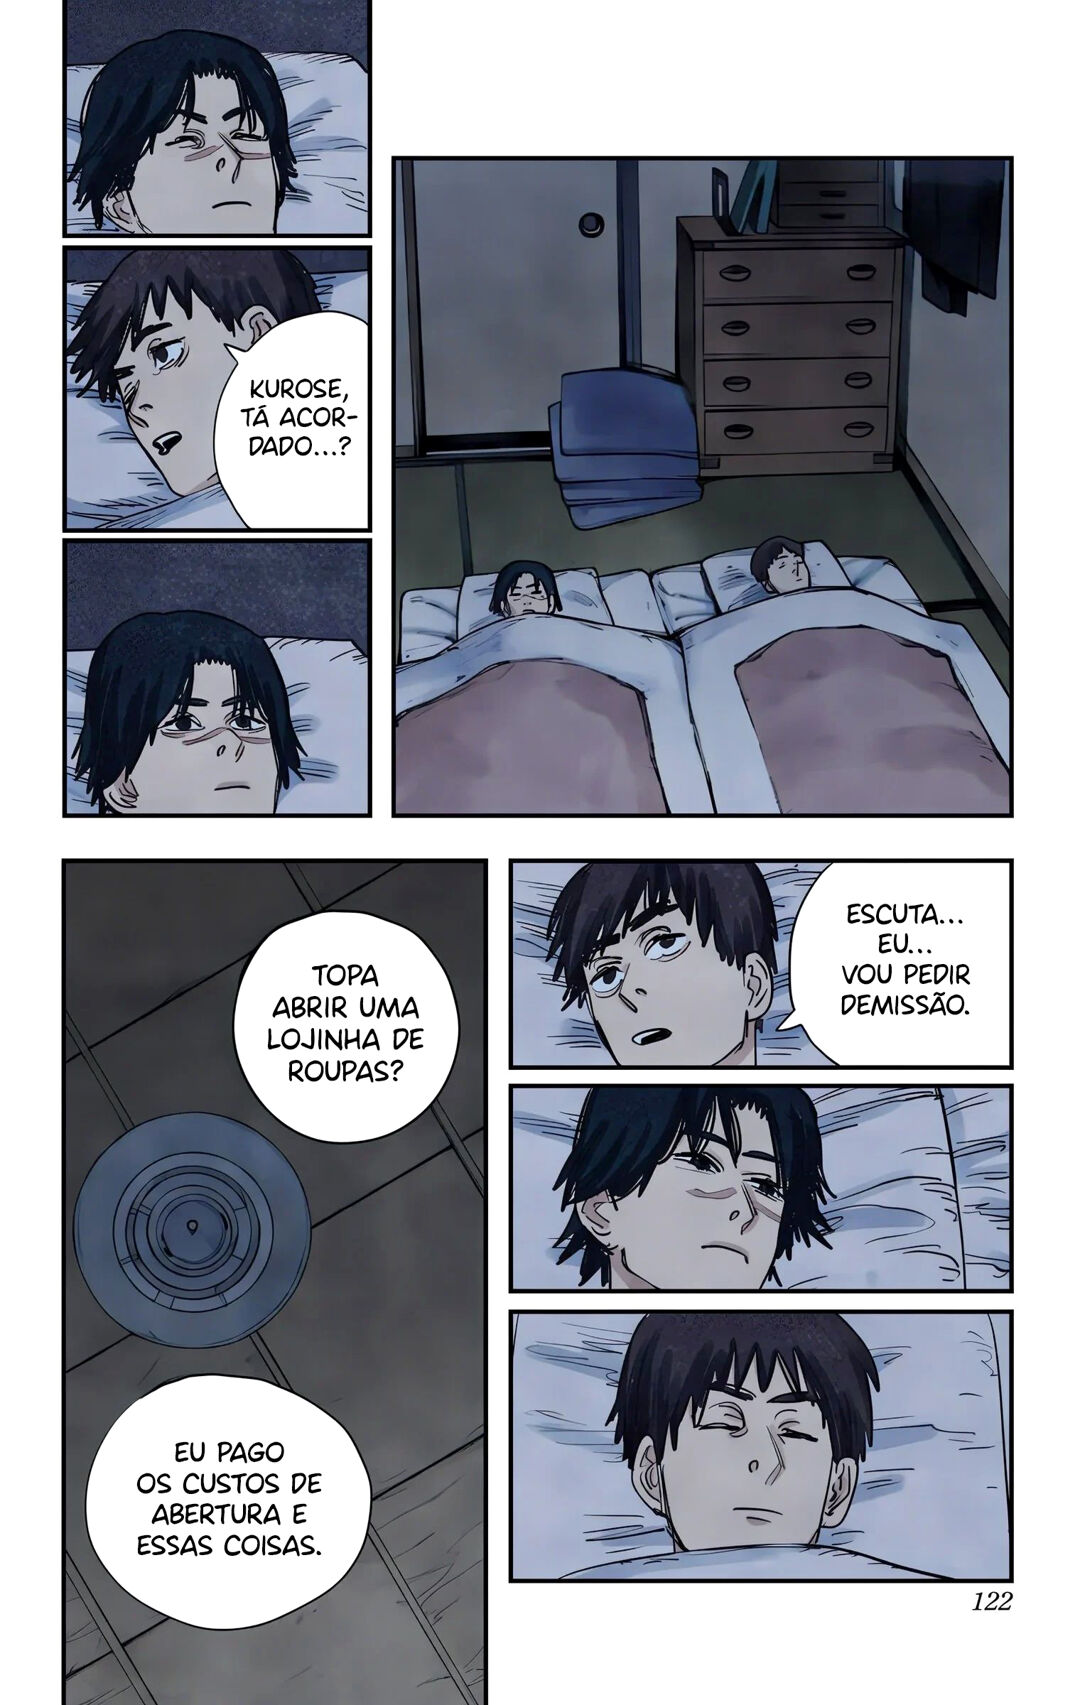 KUROSE,
TÁ ACOR-
DADO...?
ESCUTA...
EU...
VOU PEDIR
DEMISSÃO.
TOPA
ABRIR UMA
LOJINHA DE
ROUPAS?
EU PAGO
OS CUSTOS DE
ABERTURA E
ESSAS COISAS.
122